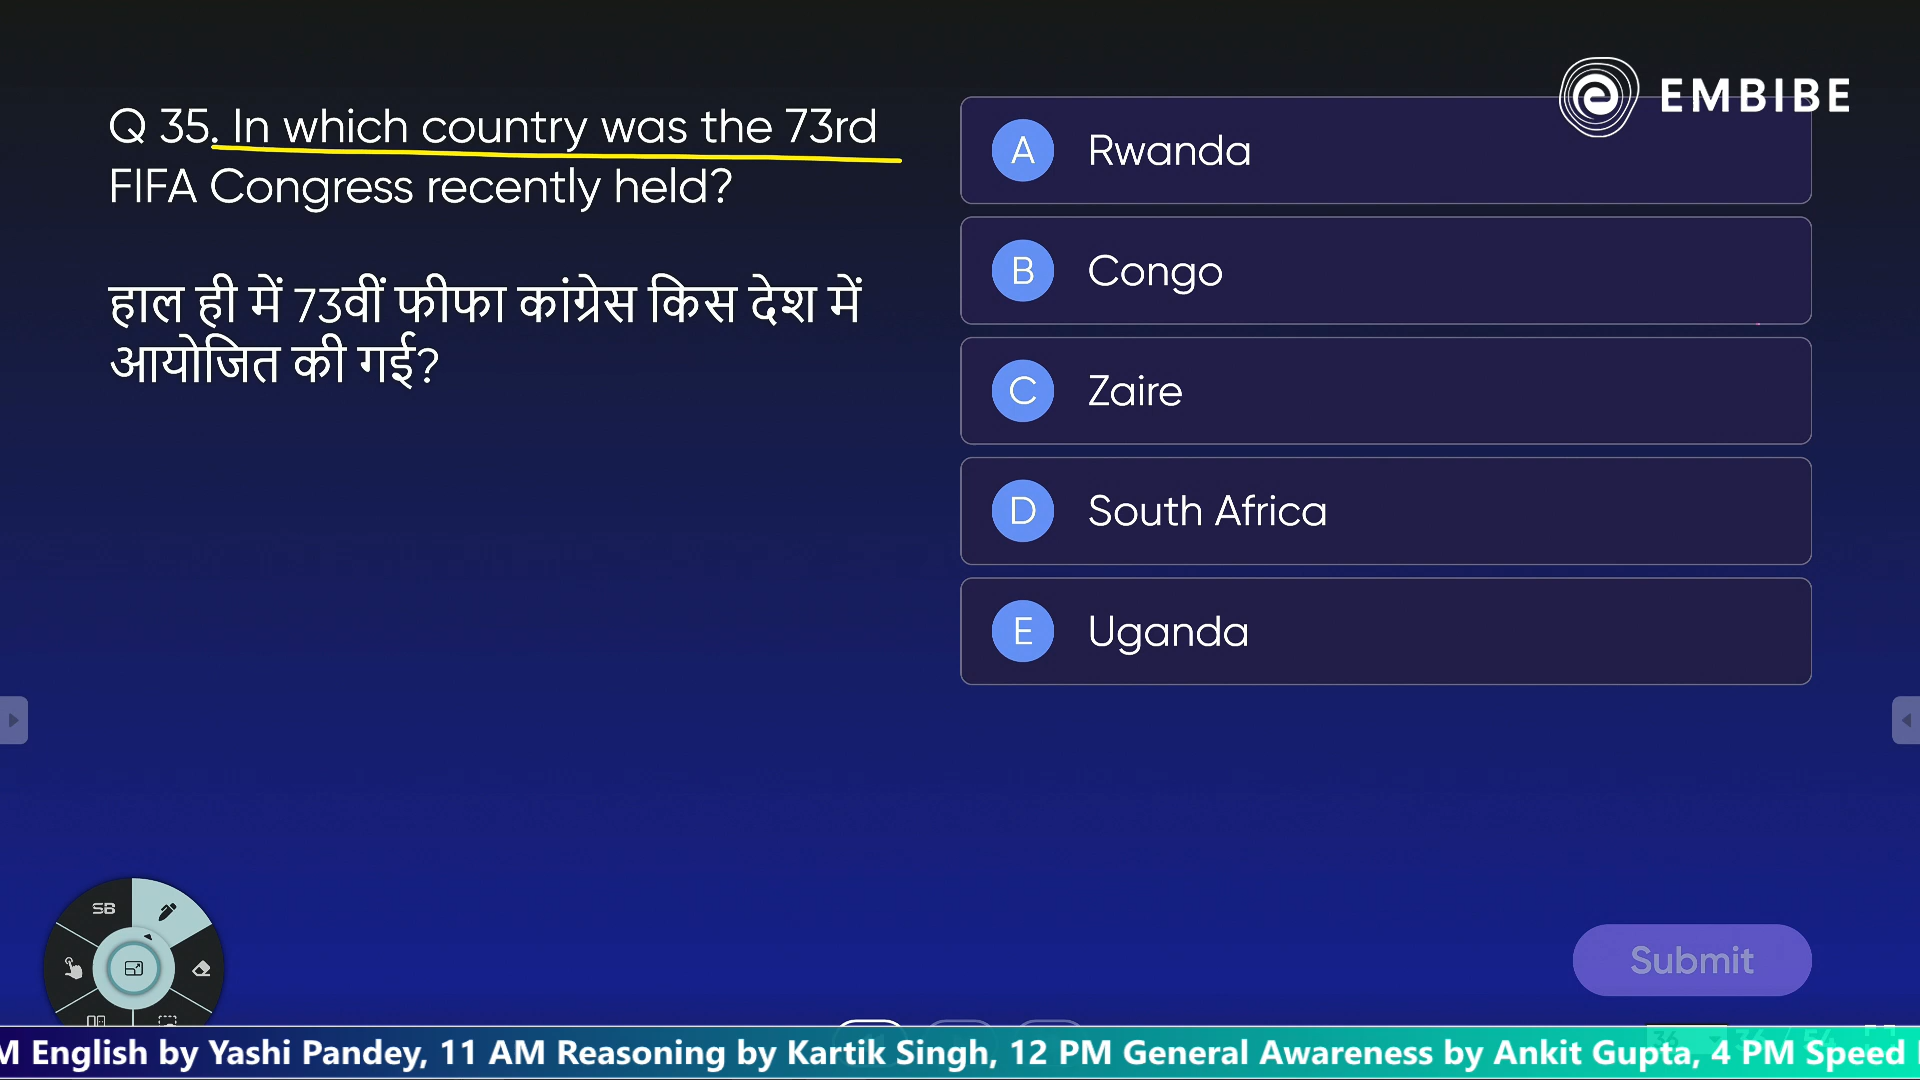 EMBIBE
Q 35. In which country was the 73rd
FIFA Congress recently held?
हाल ही में 73वीं फीफा कांग्रेस किस देश में
आयोजित की गई?
A Rwanda
B Congo
C Zaire
D South Africa
E Uganda
SB
Submit
M English by Yashi Pandey, 11 AM Reasoning by Kartik Singh, 12 PM General Awareness by Ankit Gupta, 4 PM Speed